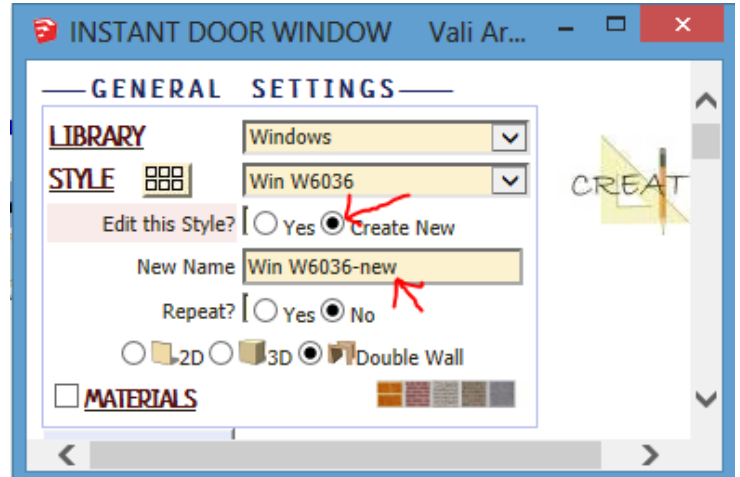 INSTANT DOOR WINDOW Vali Ar...
GENERAL SETTINGS
LIBRARY Windows
STYLE Win W6036
CREAT
Edit this Style? Yes Create New
New Name Win W6036-new
Repeat? Yes No
2D 3D Double Wall
MATERIALS